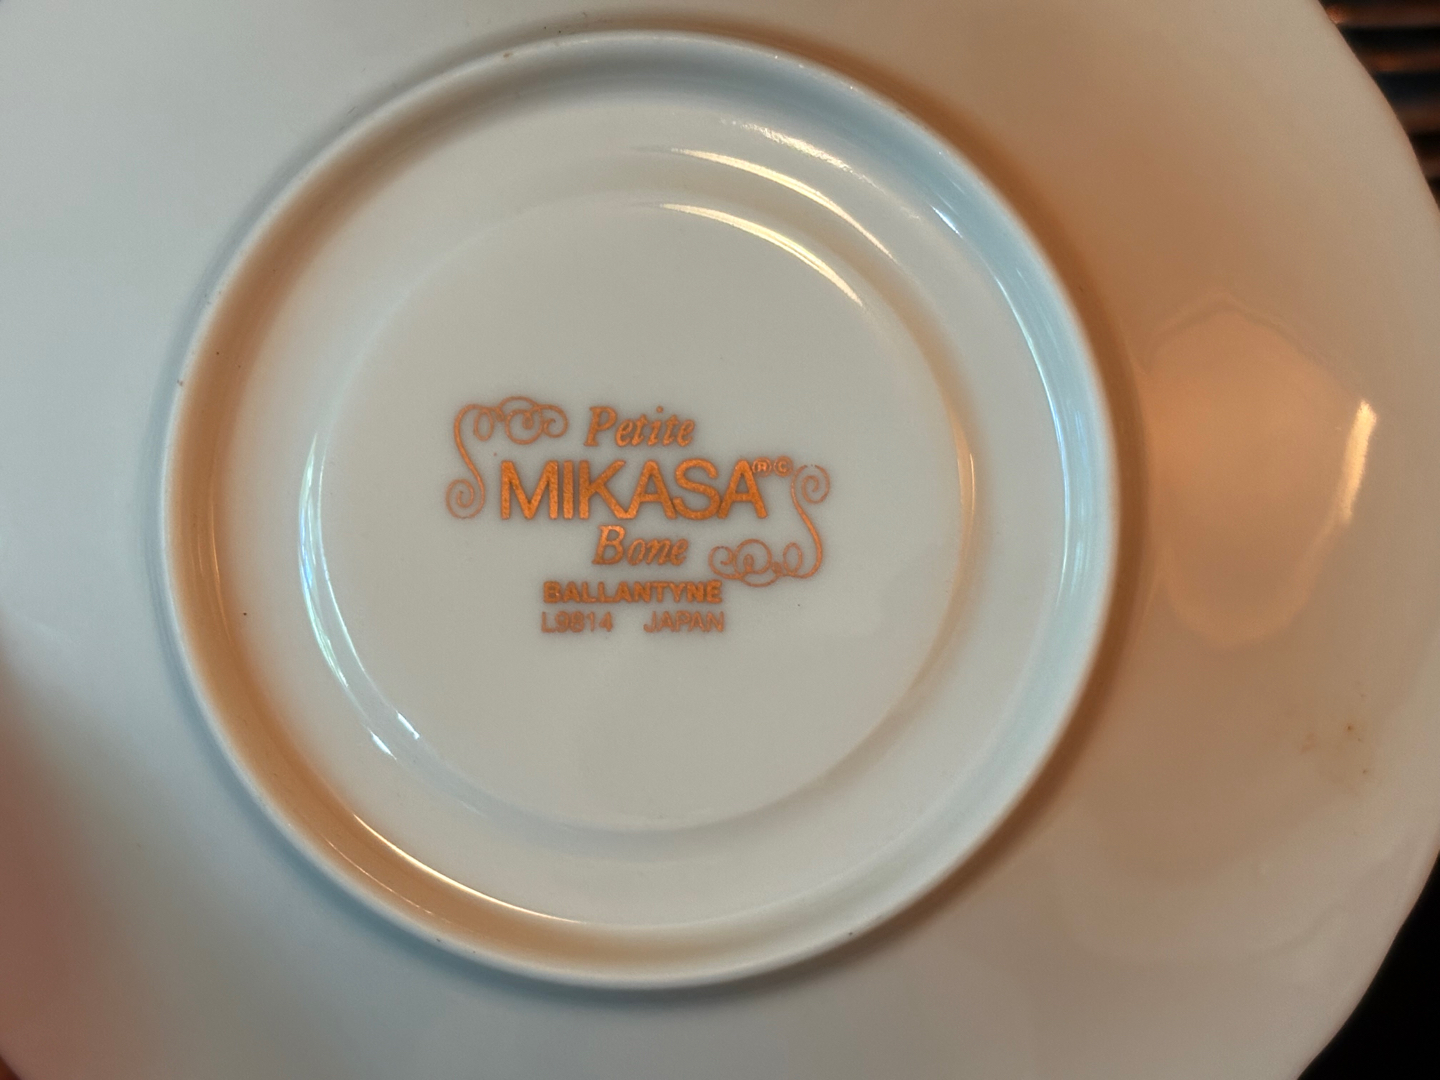 Petite
MIKASA®©
Bone
BALLANTYNE
L9814 JAPAN